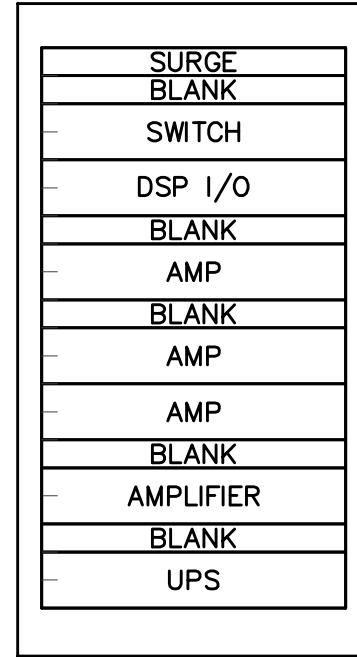 SURGE
BLANK
SWITCH
DSP I/O
BLANK
AMP
BLANK
AMP
AMP
BLANK
AMPLIFIER
BLANK
UPS